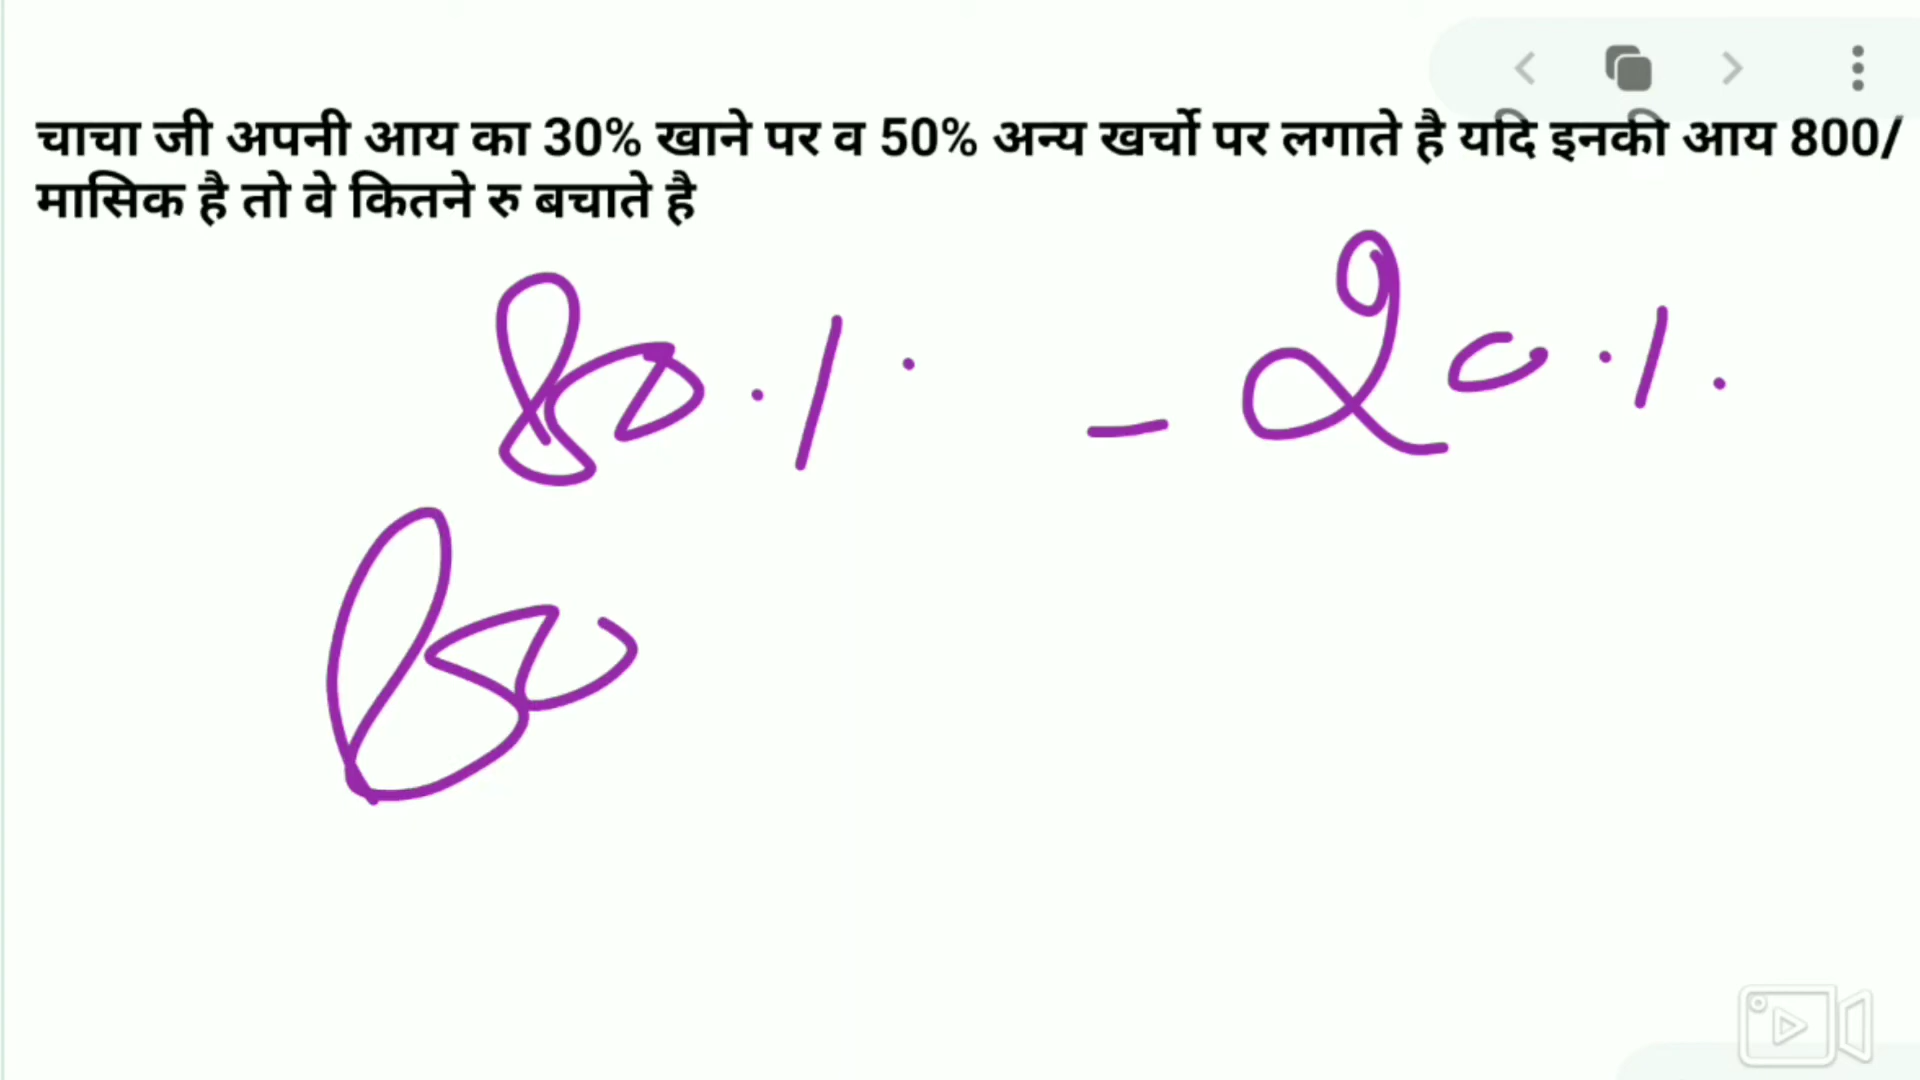 चाचा जी अपनी आय का 30% खाने पर व 50% अन्य खर्चो पर लगाते है यदि इनकी आय 800/
मासिक है तो वे कितने रु बचाते है
80% - 20%